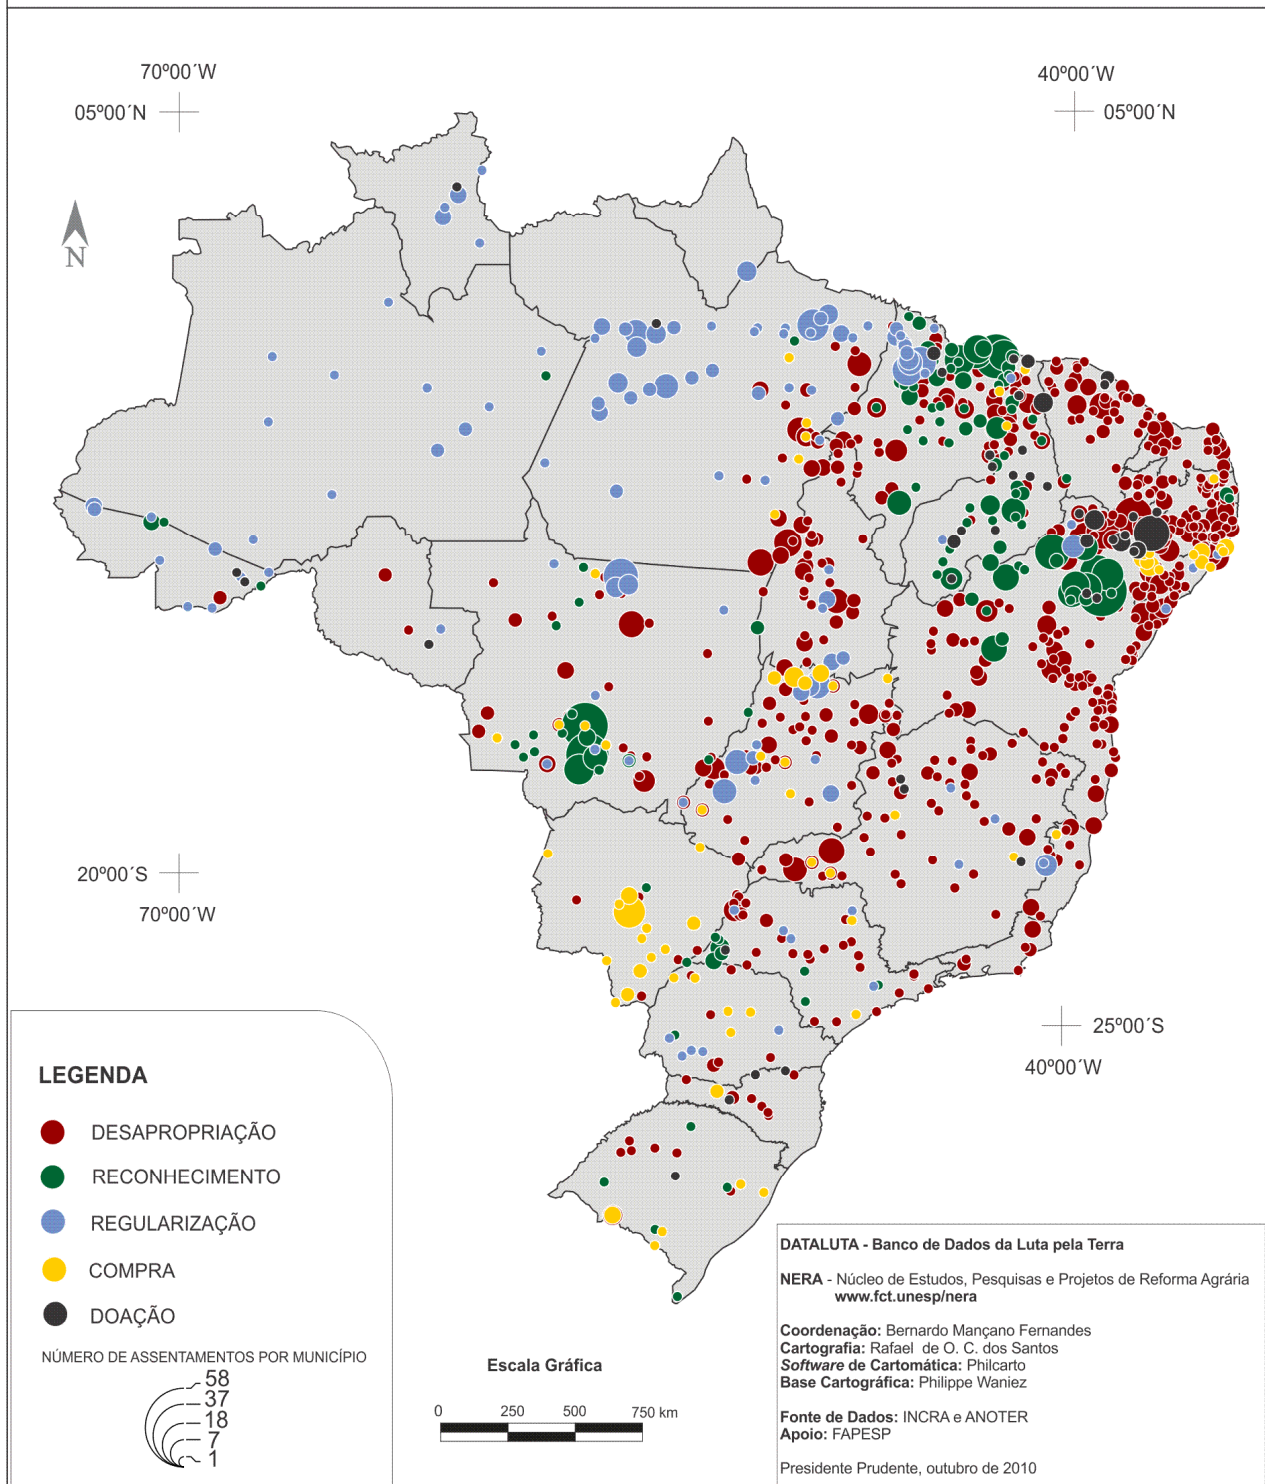 70º00´W
40º00´W
05º00´N
05º00´N
N
20º00´S
70º00´W
25º00´S
40º00´W
LEGENDA
DESAPROPRIAÇÃO
RECONHECIMENTO
REGULARIZAÇÃO
COMPRA
DOAÇÃO
NÚMERO DE ASSENTAMENTOS POR MUNICÍPIO
58
37
18
7
1
Escala Gráfica
0 250 500 750 km
DATALUTA - Banco de Dados da Luta pela Terra
NERA - Núcleo de Estudos, Pesquisas e Projetos de Reforma Agrária
www.fct.unesp/nera
Coordenação: Bernardo Mançano Fernandes
Cartografia: Rafael de O. C. dos Santos
Software de Cartomática: Philcarto
Base Cartográfica: Philippe Waniez
Fonte de Dados: INCRA e ANOTER
Apoio: FAPESP
Presidente Prudente, outubro de 2010